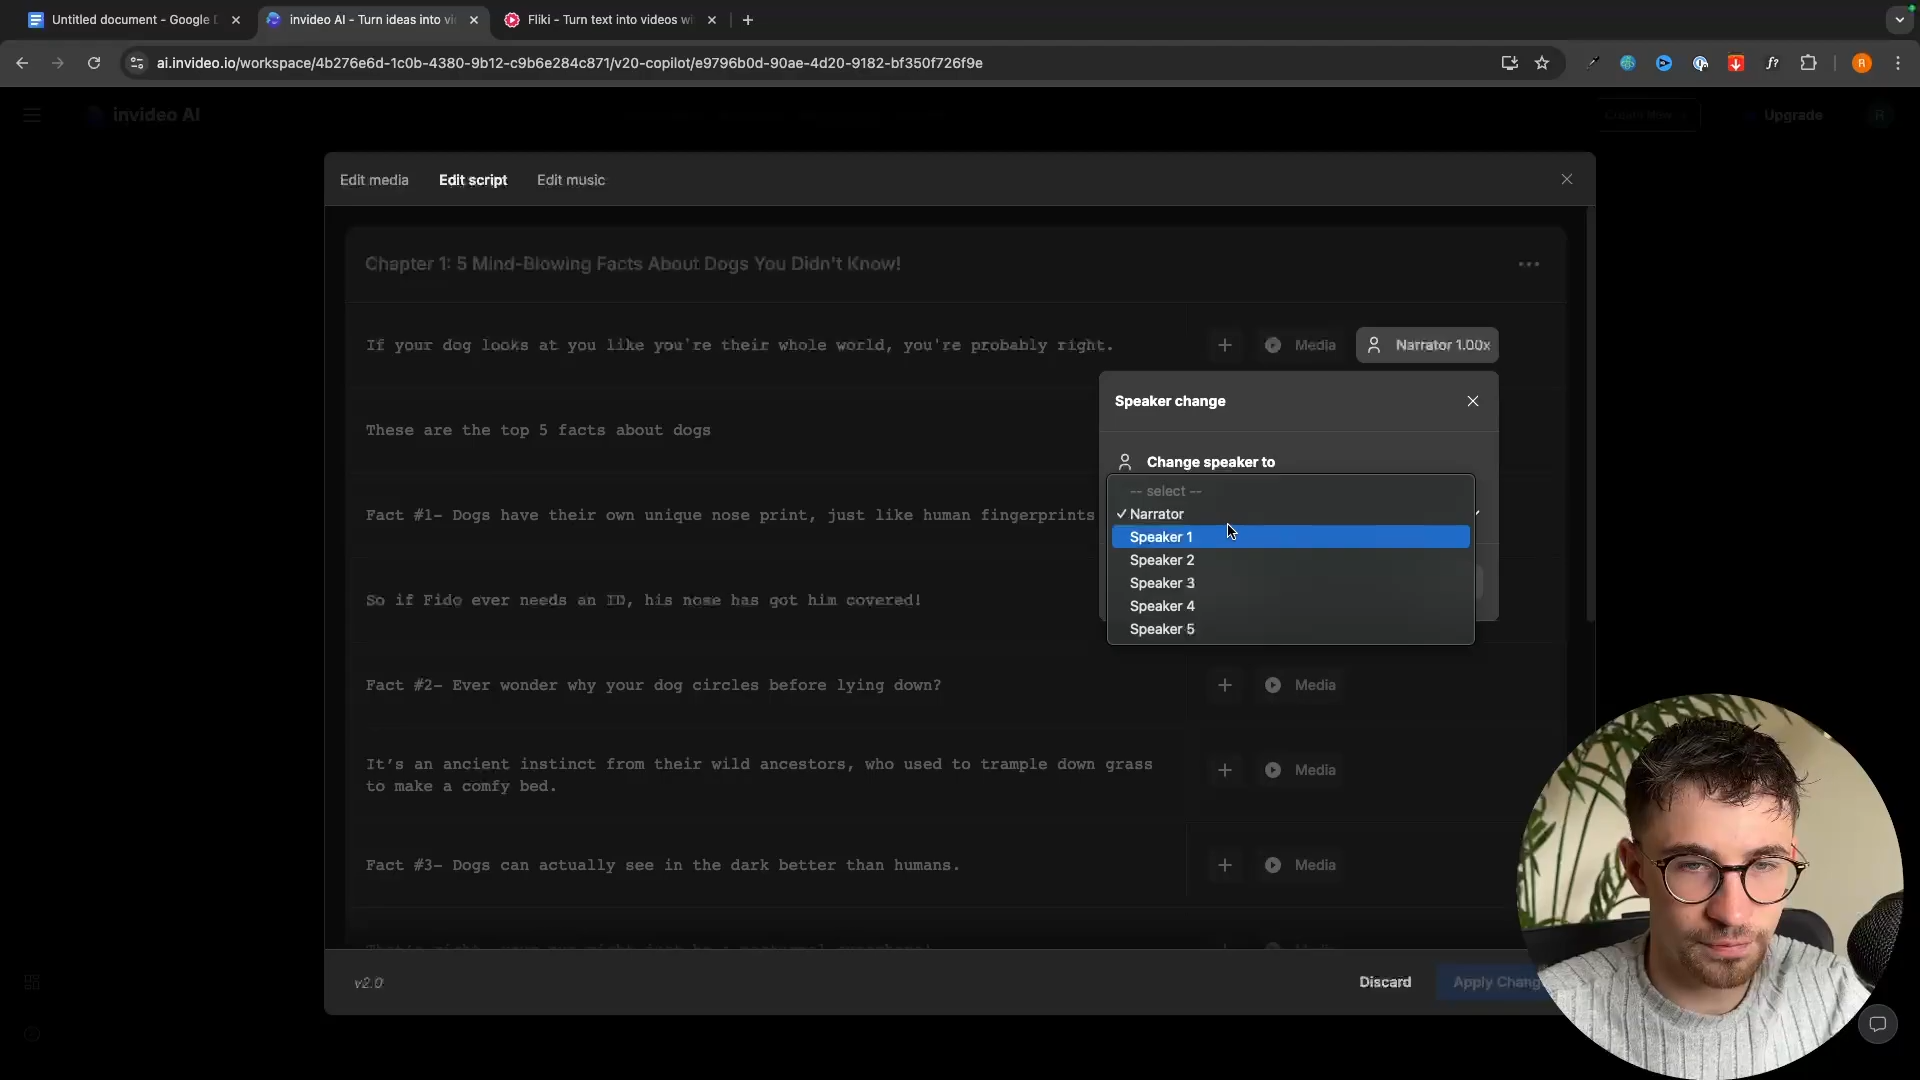 Untitled document - Google D
invideo AI - Turn ideas into vi
Fliki - Turn text into videos wi
ai.invideo.io/workspace/4b276e6d-1c0b-4380-9b12-c9b6e284c871/v20-copilot/e9796b0d-90ae-4d20-9182-bf350f726f9e
f?
R
invideo AI
Upgrade
R
Edit media
Edit script
Edit music
Chapter 1: 5 Mind-Blowing Facts About Dogs You Didn't Know!
If your dog looks at you like you're their whole world, you're probably right.
Media
Narrator 1.00x
Speaker change
These are the top 5 facts about dogs
Change speaker to
-- select --
✓ Narrator
Fact #1- Dogs have their own unique nose print, just like human fingerprints
Speaker 1
Speaker 2
Speaker 3
So if Fido ever needs an ID, his nose has got him covered!
Speaker 4
Speaker 5
Fact #2- Ever wonder why your dog circles before lying down?
Media
It’s an ancient instinct from their wild ancestors, who used to trample down grass
to make a comfy bed.
Media
Fact #3- Dogs can actually see in the dark better than humans.
Media
v2.0
Discard
Apply Chang